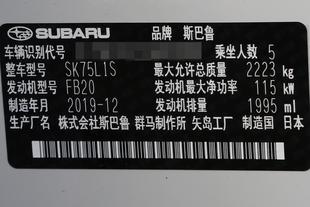 SUBARU 品牌 斯巴鲁
车辆识别代号 乘坐人数 5
整车型号 SK75L1S 最大允许总质量 2223 kg
发动机型号 FB20 发动机最大净功率 115 kW
制造年月 2019-12 发动机排量 1995 ml
生产厂名 株式会社斯巴鲁 群马制作所 矢岛工厂 制造国 日本